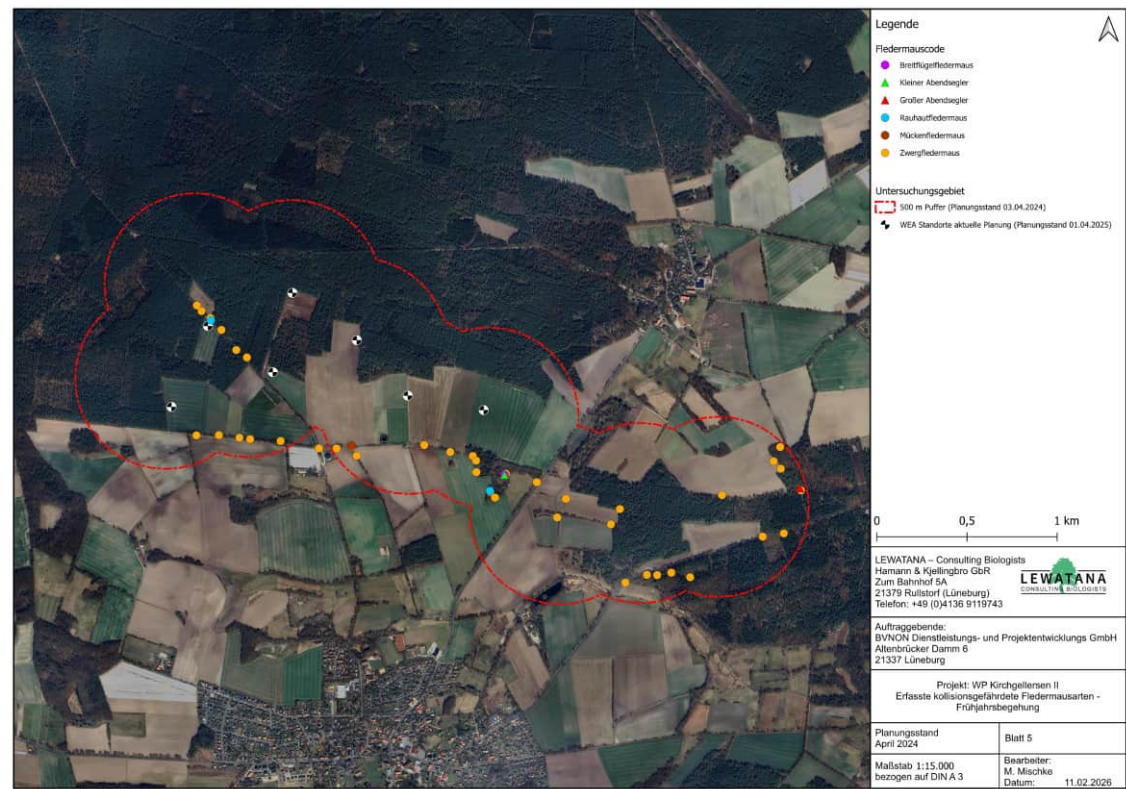 Legende
Fledermauscode
Breitflügelfledermaus
Kleiner Abendsegler
Großer Abendsegler
Rauhautfledermaus
Mückenfledermaus
Zwergfledermaus
Untersuchungsgebiet
500 m Puffer (Planungsstand 03.04.2024)
WEA Standorte aktuelle Planung (Planungsstand 01.04.2025)
0 0,5 1 km
LEWATANA – Consulting Biologists
Hamann & Kjellingbro GbR
Zum Bahnhof 5A
21379 Rullstorf (Lüneburg)
Telefon: +49 (0)4136 9119743
LEWATANA
CONSULTING BIOLOGISTS
Auftraggebende:
BVNON Dienstleistungs- und Projektentwicklungs GmbH
Altenbrücker Damm 6
21337 Lüneburg
Projekt: WP Kirchgellersen II
Erfasste kollisionsgefährdete Fledermausarten -
Frühjahrsbegehung
Planungsstand
April 2024
Blatt 5
Maßstab 1:15.000
bezogen auf DIN A 3
Bearbeiter:
M. Mischke
Datum: 11.02.2026